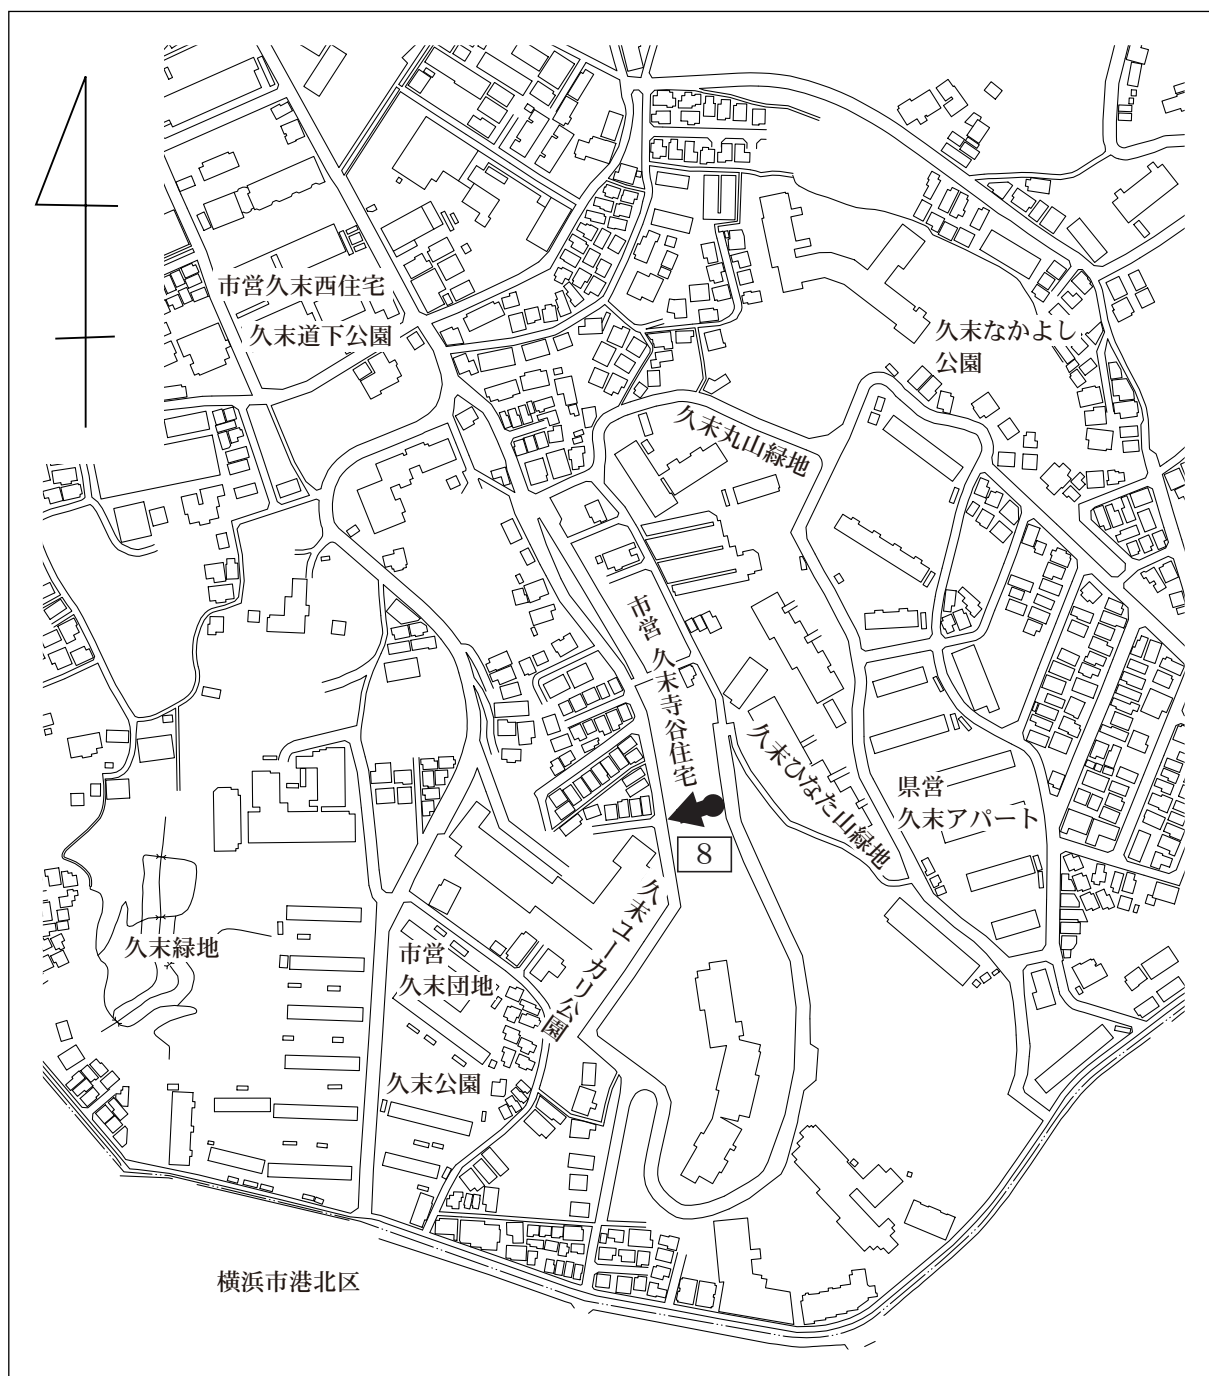 市営久末西住宅
久末道下公園
久末なかよし
公園
久末丸山緑地
市営 久末寺谷住宅
久末ひなた山緑地
県営
久末アパート
8
久末ユーカリ公園
久末緑地
市営
久末団地
久末公園
横浜市港北区